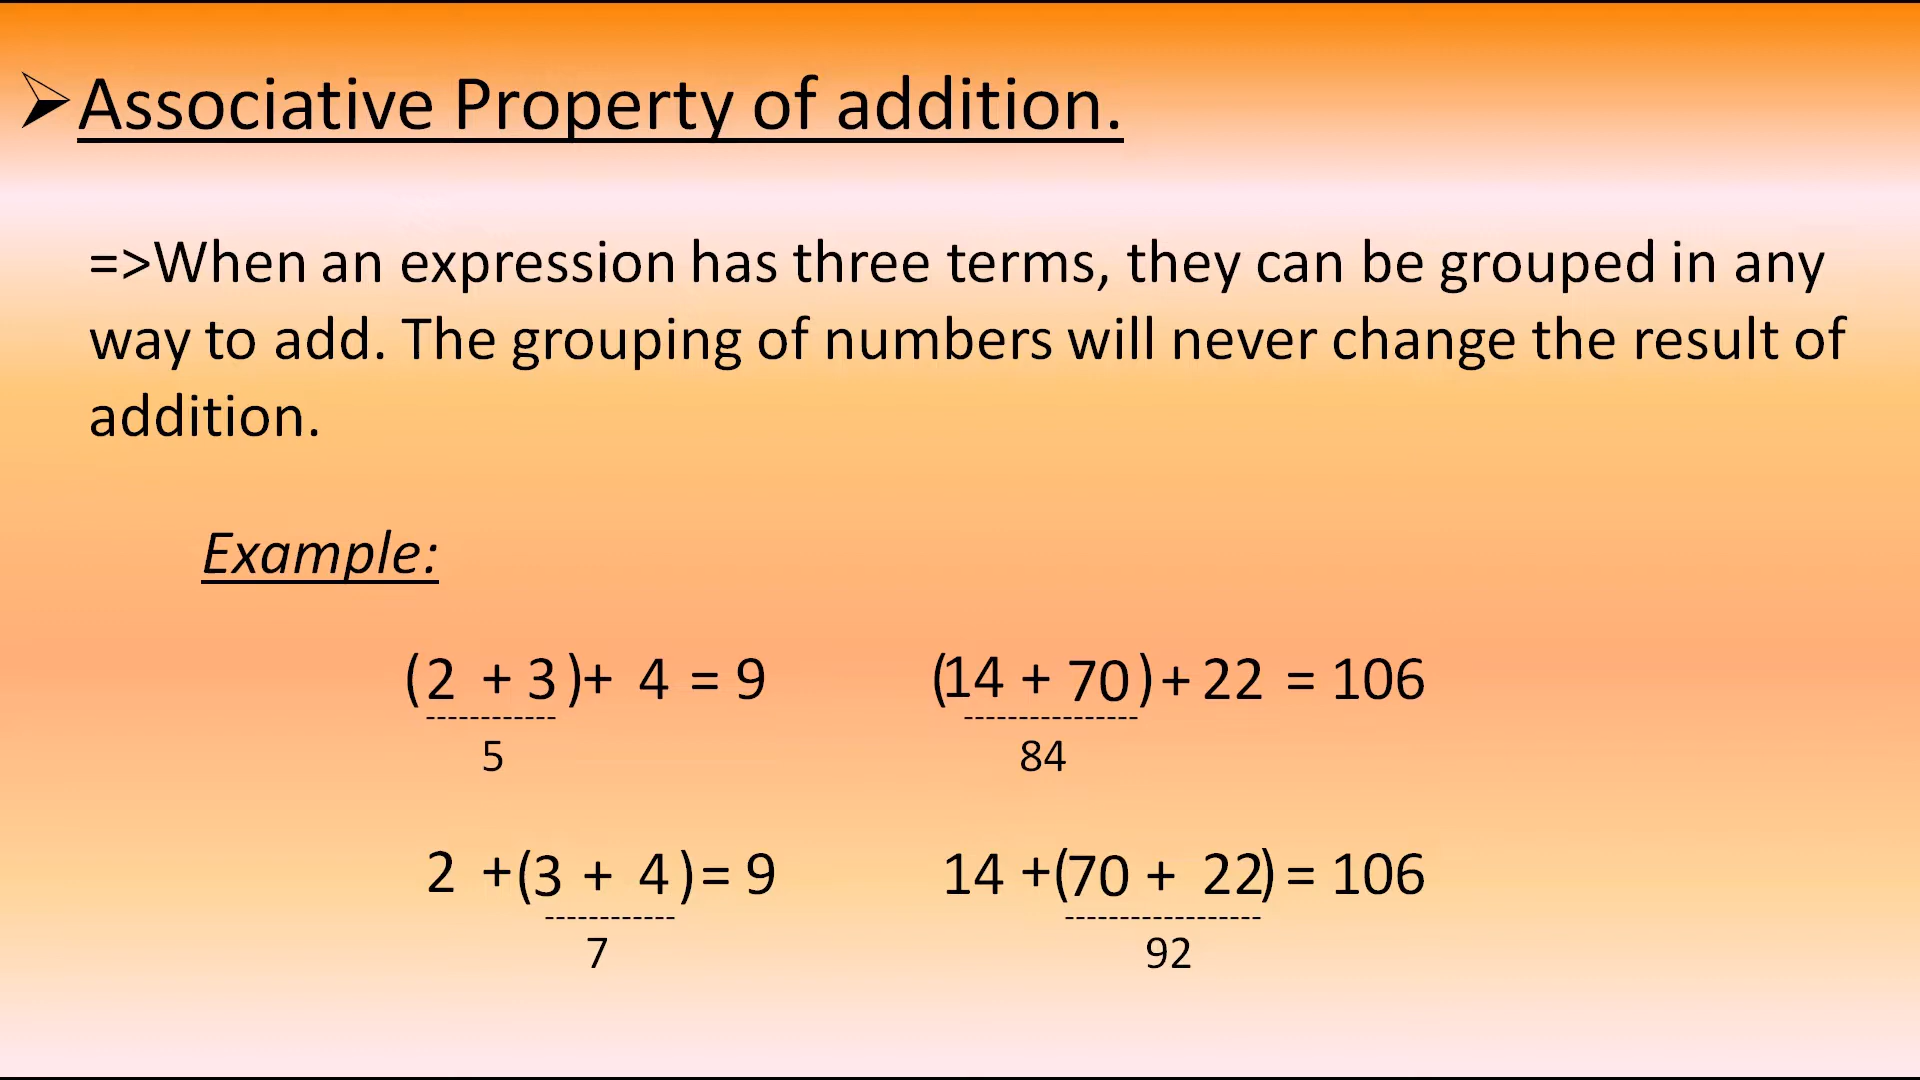 ➢Associative Property of addition.
=>When an expression has three terms, they can be grouped in any
way to add. The grouping of numbers will never change the result of
addition.
Example:
(2 + 3)+ 4 = 9
------------
5
(14 + 70)+ 22 = 106
----------------
84
2 +(3 + 4)= 9
------------
7
14 +(70 + 22)= 106
------------------
92